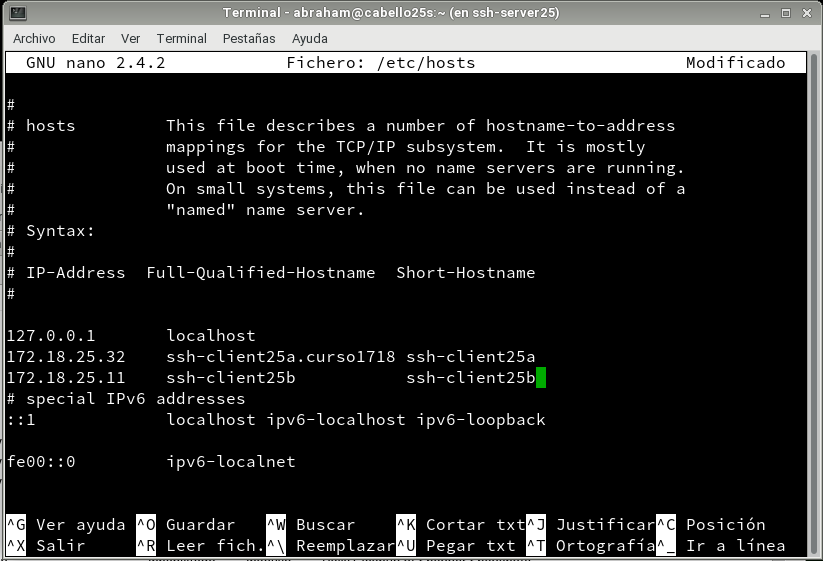 Terminal - abraham@cabello25s:~ (en ssh-server25)
Archivo Editar Ver Terminal Pestañas Ayuda
GNU nano 2.4.2 Fichero: /etc/hosts Modificado
#
# hosts This file describes a number of hostname-to-address
# mappings for the TCP/IP subsystem. It is mostly
# used at boot time, when no name servers are running.
# On small systems, this file can be used instead of a
# "named" name server.
# Syntax:
#
# IP-Address Full-Qualified-Hostname Short-Hostname
#
127.0.0.1 localhost
172.18.25.32 ssh-client25a.curso1718 ssh-client25a
172.18.25.11 ssh-client25b ssh-client25b
# special IPv6 addresses
::1 localhost ipv6-localhost ipv6-loopback
fe00::0 ipv6-localnet
^G Ver ayuda ^O Guardar ^W Buscar ^K Cortar txt ^J Justificar ^C Posición
^X Salir ^R Leer fich. ^\ Reemplazar ^U Pegar txt ^T Ortografía ^_ Ir a línea